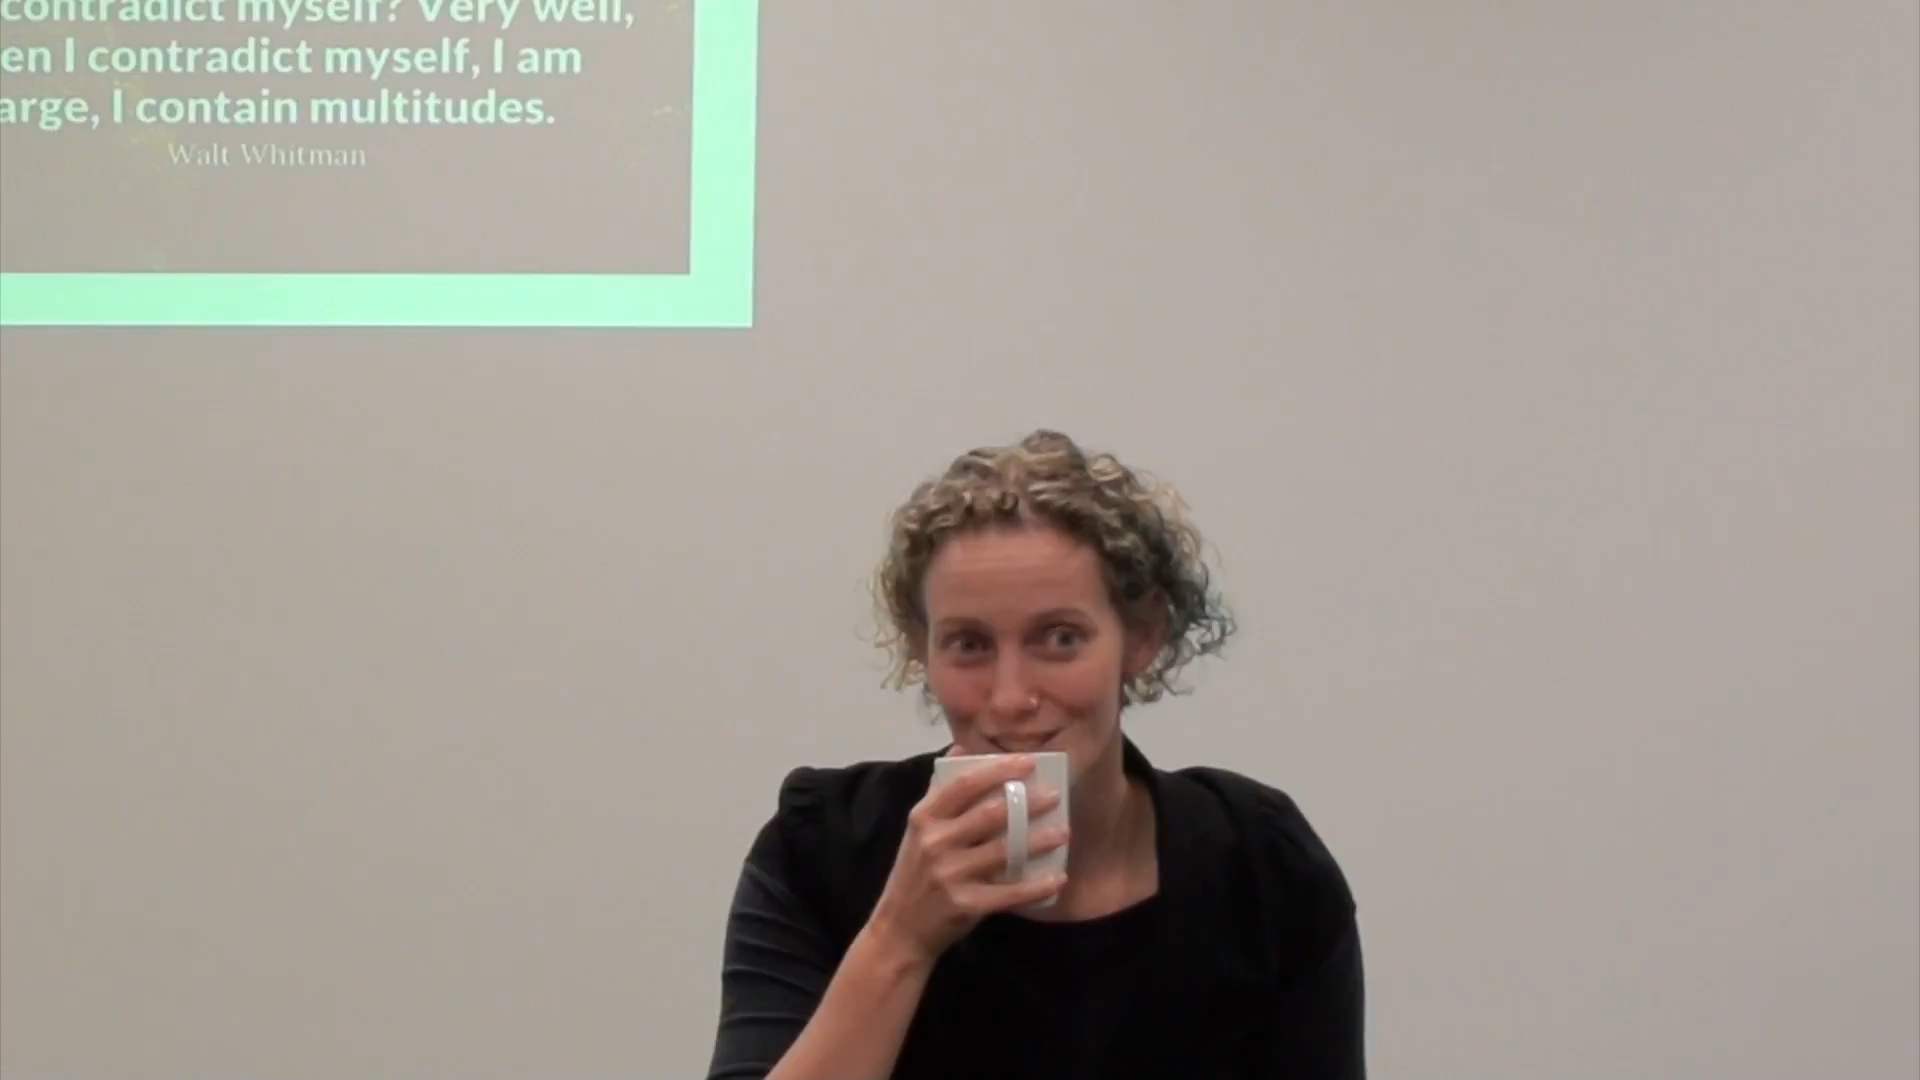 contradict myself? Very well,
en I contradict myself, I am
arge, I contain multitudes.
Walt Whitman